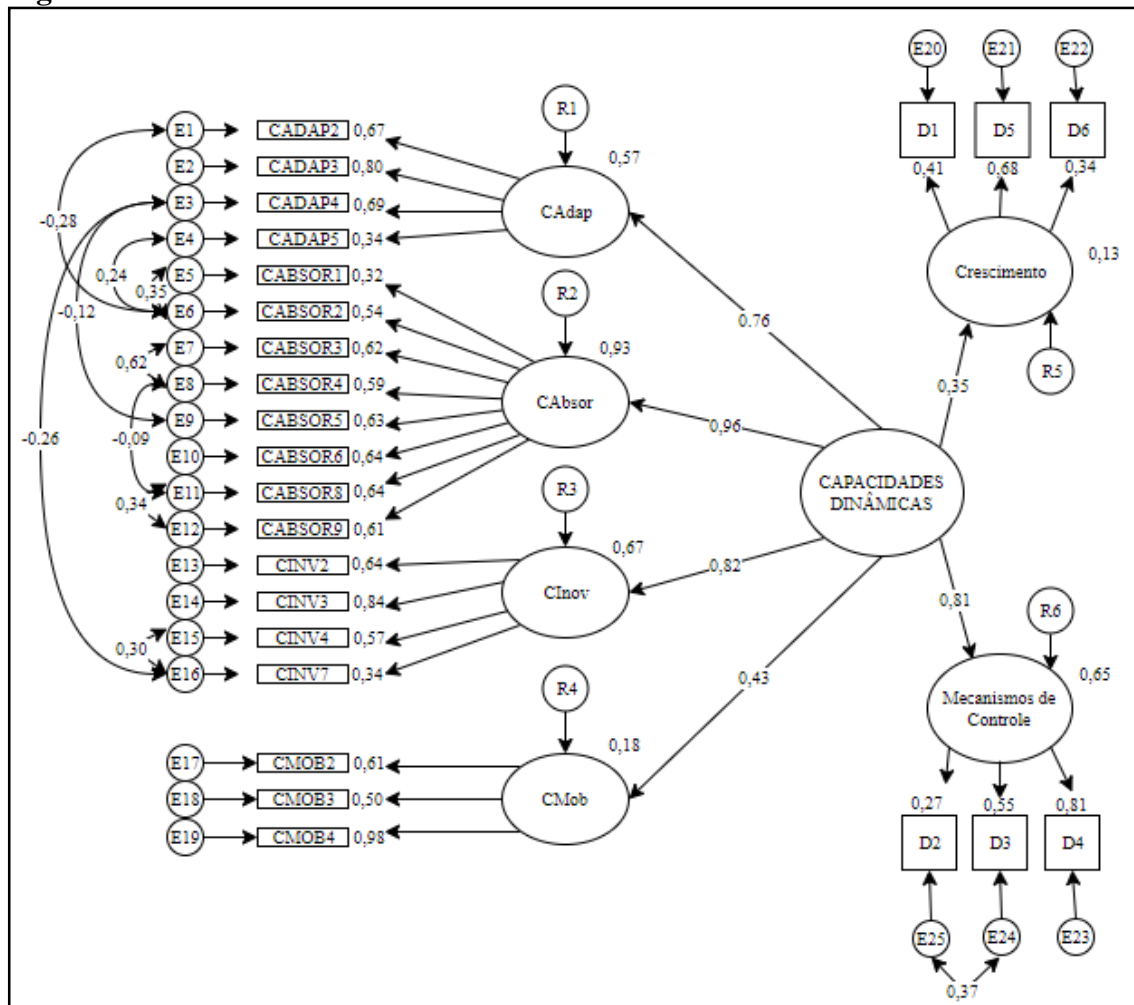 E20
E21
E22
R1
D1
D5
D6
E1
CADAP2
0,67
E2
CADAP3
0,80
0,57
0,41
0,68
0,34
E3
CADAP4
0,69
CAdap
-0,28
E4
CADAP5
0,34
0,24
E5
CABSOR1
0,32
R2
Crescimento
0,13
0,35
-0,12
E6
CABSOR2
0,54
0.76
E7
CABSOR3
0,62
0,93
0,62
E8
CABSOR4
0,59
CAbsor
0,35
R5
E9
CABSOR5
0,63
0,96
-0.26
-0,09
E10
CABSOR6
0,64
E11
CABSOR8
0,64
R3
CAPACIDADES
DINÂMICAS
0,34
E12
CABSOR9
0,61
E13
CINV2
0,64
0,67
0,82
E14
CINV3
0,84
CInov
0,81
R6
E15
CINV4
0,57
0,30
E16
CINV7
0,34
0,43
0,65
R4
Mecanismos de
Controle
0,18
E17
CMOB2
0,61
E18
CMOB3
0,50
CMob
0,27
0,55
0,81
E19
CMOB4
0,98
D2
D3
D4
E25
E24
E23
0,37